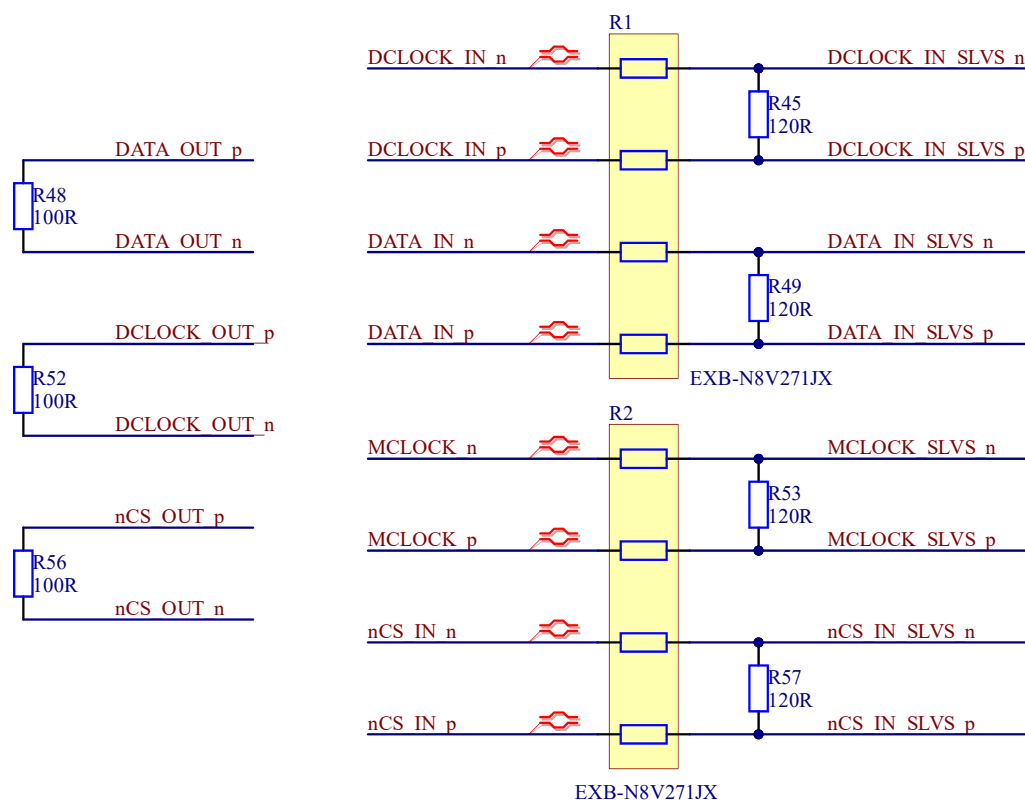 DATA_OUT_p
R48
100R
DATA_OUT_n
DCLOCK_OUT_p
R52
100R
DCLOCK_OUT_n
nCS_OUT_p
R56
100R
nCS_OUT_n
R1
DCLOCK_IN_n
DCLOCK_IN_SLVS_n
R45
120R
DCLOCK_IN_p
DCLOCK_IN_SLVS_p
DATA_IN_n
DATA_IN_SLVS_n
R49
120R
DATA_IN_p
DATA_IN_SLVS_p
EXB-N8V271JX
R2
MCLOCK_n
MCLOCK_SLVS_n
R53
120R
MCLOCK_p
MCLOCK_SLVS_p
nCS_IN_n
nCS_IN_SLVS_n
R57
120R
nCS_IN_p
nCS_IN_SLVS_p
EXB-N8V271JX